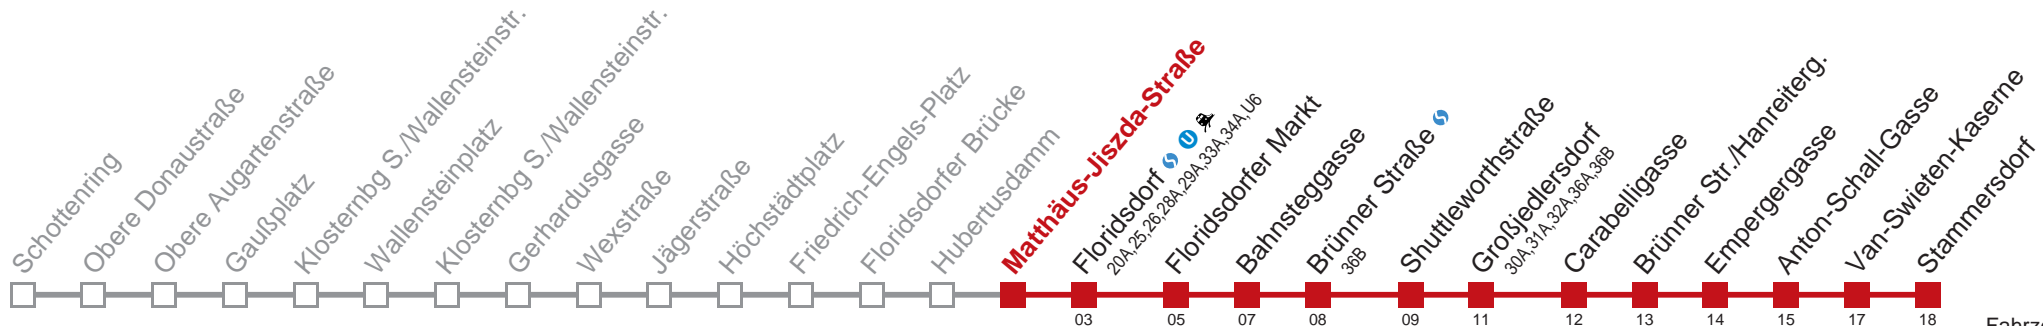 Schottenring
Obere Donaustraße
Obere Augartenstraße
Gaußplatz
Klosternbg S./Wallensteinstr.
Wallensteinplatz
Klosternbg S./Wallensteinstr.
Gerhardusgasse
Wexstraße
Jägerstraße
Höchstädtplatz
Friedrich-Engels-Platz
Floridsdorfer Brücke
Hubertusdamm
Matthäus-Jiszda-Straße
Floridsdorf S U
20A,25,26,28A,29A,33A,34A,U6
Floridsdorfer Markt
Bahnsteggasse
Brünner Straße S
36B
Shuttleworthstraße
Großjedlersdorf
30A,31A,32A,36A,36B
Carabelligasse
Brünner Str./Hanreiterg.
Empergergasse
Anton-Schall-Gasse
Van-Swieten-Kaserne
Stammersdorf
03 05 07 08 09 11 12 13 14 15 17 18